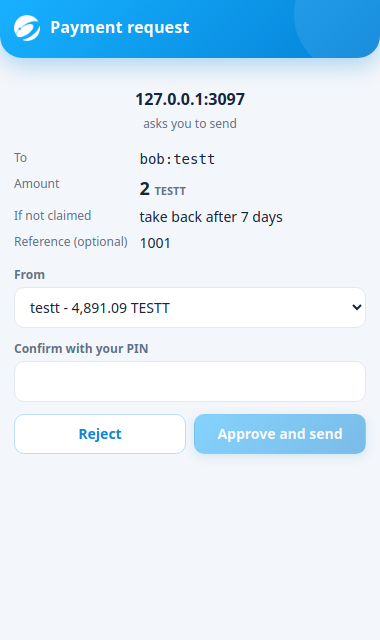 Payment request
127.0.0.1:3097
asks you to send
To bob:testt
Amount 2 TESTT
If not claimed take back after 7 days
Reference (optional) 1001
From
testt - 4,891.09 TESTT
Confirm with your PIN
Reject Approve and send